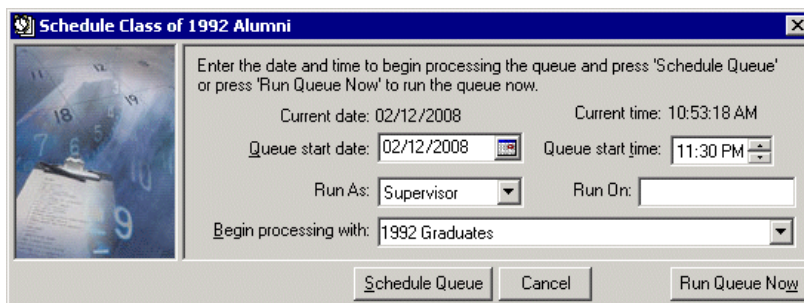 Schedule Class of 1992 Alumni
Enter the date and time to begin processing the queue and press 'Schedule Queue'
or press 'Run Queue Now' to run the queue now.
Current date: 02/12/2008 Current time: 10:53:18 AM
Queue start date: 02/12/2008 Queue start time: 11:30 PM
Run As: Supervisor Run On:
Begin processing with: 1992 Graduates
Schedule Queue Cancel Run Queue Now